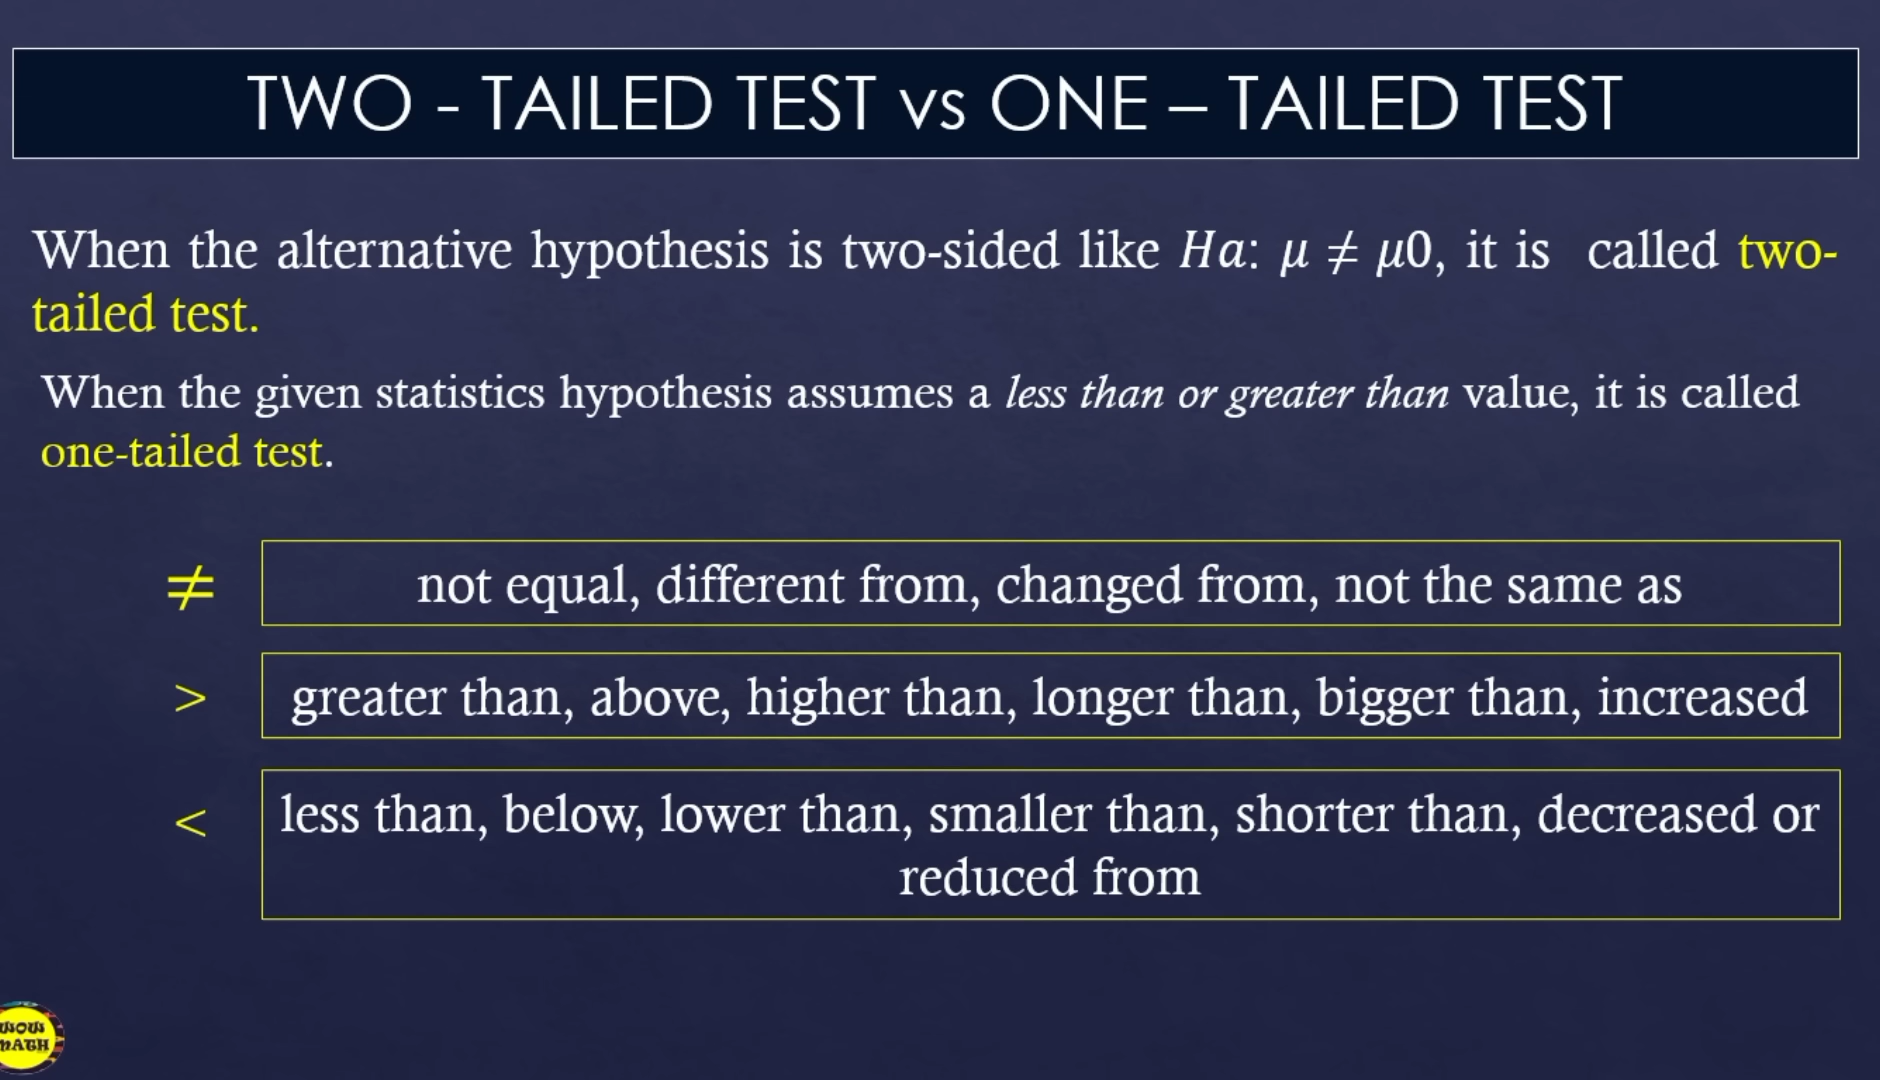 TWO - TAILED TEST vs ONE – TAILED TEST
When the alternative hypothesis is two-sided like Ha: μ ≠ μ0, it is called two-
tailed test.
When the given statistics hypothesis assumes a less than or greater than value, it is called
one-tailed test.
≠ not equal, different from, changed from, not the same as
> greater than, above, higher than, longer than, bigger than, increased
< less than, below, lower than, smaller than, shorter than, decreased or
reduced from
WOW
MATH